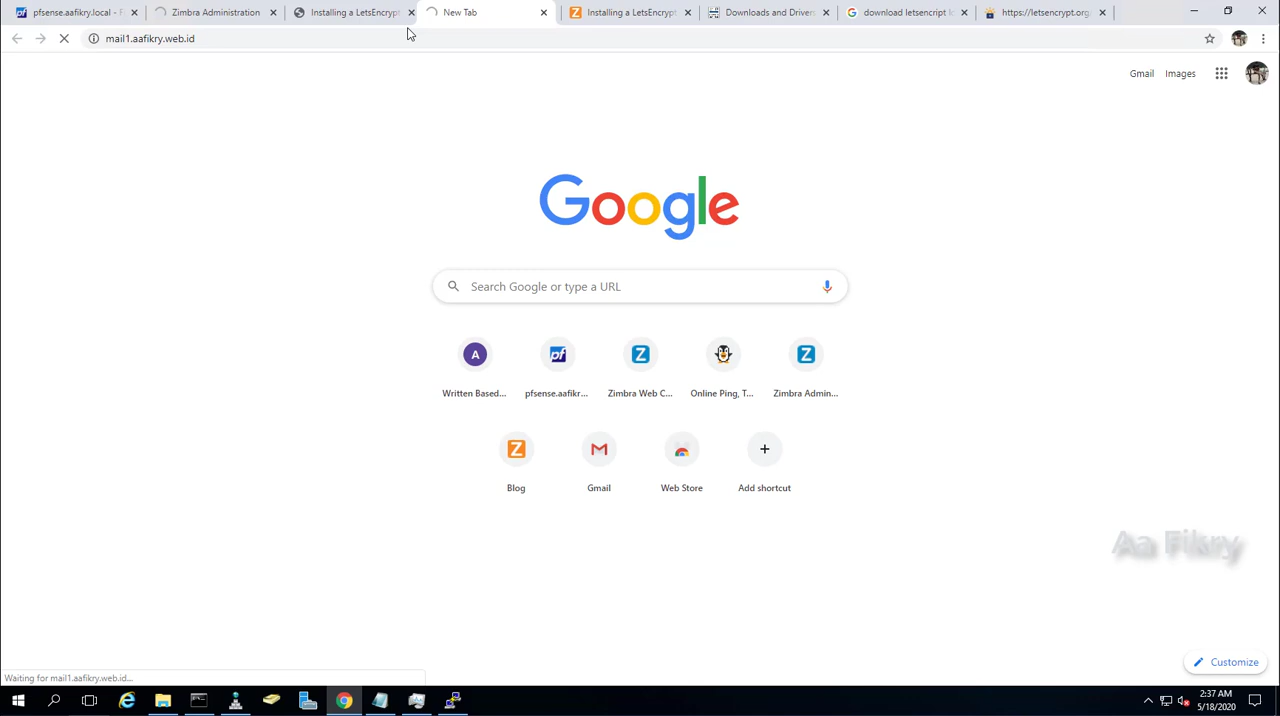 pfsense.aafikry.local - F
Zimbra Administration
Installing a LetsEncrypt
New Tab
Installing a LetsEncrypt
Downloads and Driver
download letsencript
https://letsencrypt.org
mail1.aafikry.web.id
Gmail
Images
Google
Search Google or type a URL
A
pf
Z
Z
Written Based...
pfsense.aafikr...
Zimbra Web C...
Online Ping, T...
Zimbra Admin...
Z
Blog
Gmail
Web Store
Add shortcut
Aa Fikry
Customize
Waiting for mail1.aafikry.web.id...
2:37 AM
5/18/2020